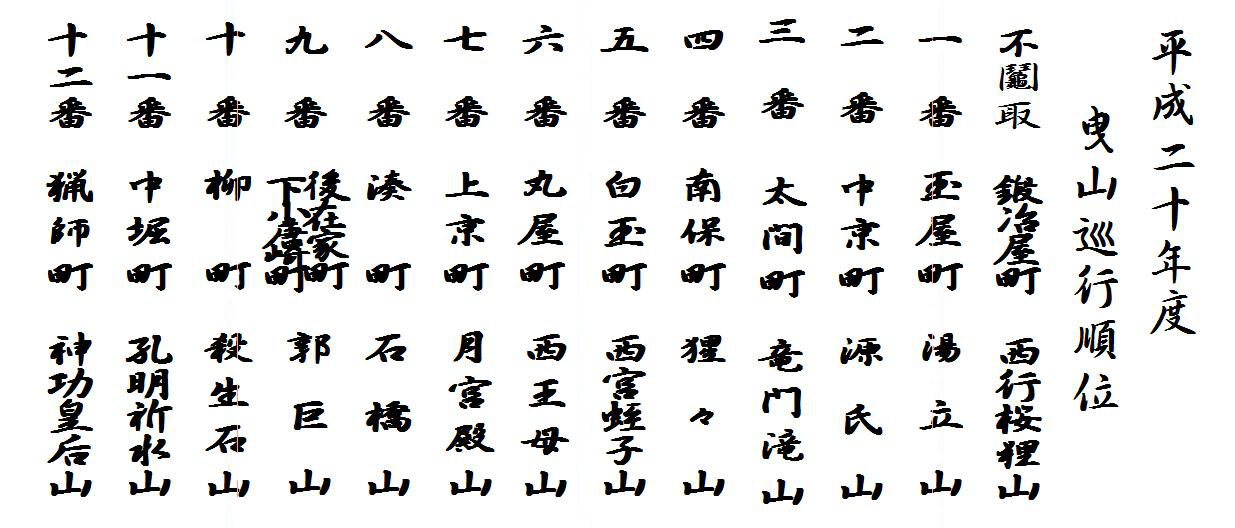 平成二十年度
曳山巡行順位
不鬮取 鍛冶屋町 西行桜狸山
一番 玉屋町 湯立山
二番 中京町 源氏山
三番 太間町 竜門滝山
四番 南保町 猩々山
五番 白玉町 西宮蛭子山
六番 丸屋町 西王母山
七番 上京町 月宮殿山
八番 湊町 石橋山
九番 後在家町 下小唐崎町 郭巨山
十番 柳町 殺生石山
十一番 中堀町 孔明祈水山
十二番 猟師町 神功皇后山